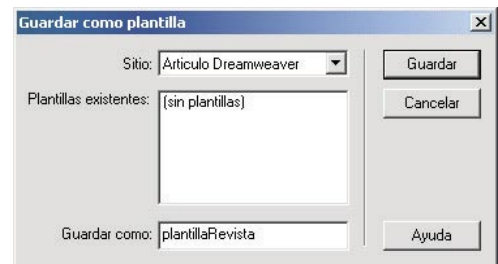 Guardar como plantilla
Sitio: Articulo Dreamweaver Guardar
Plantillas existentes: (sin plantillas) Cancelar
Guardar como: plantillaRevista Ayuda